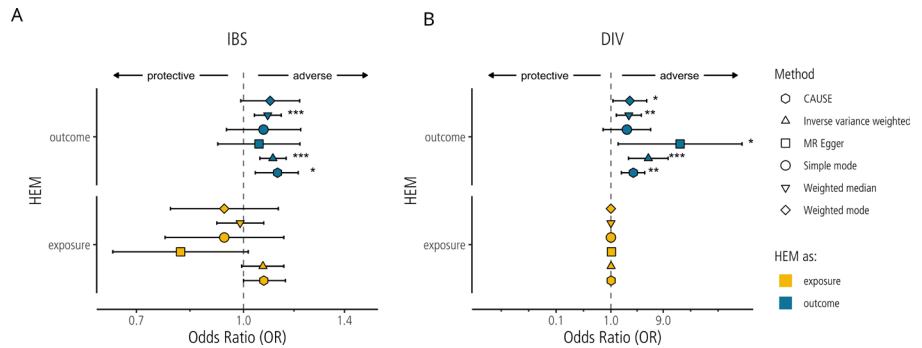 A
IBS
protective
adverse
HEM
outcome
***
***
*
HEM
exposure
0.7
1.0
1.4
Odds Ratio (OR)
B
DIV
protective
adverse
HEM
outcome
*
**
*
***
**
HEM
exposure
0.1
1.0
9.0
Odds Ratio (OR)
Method
CAUSE
Inverse variance weighted
MR Egger
Simple mode
Weighted median
Weighted mode
HEM as:
exposure
outcome